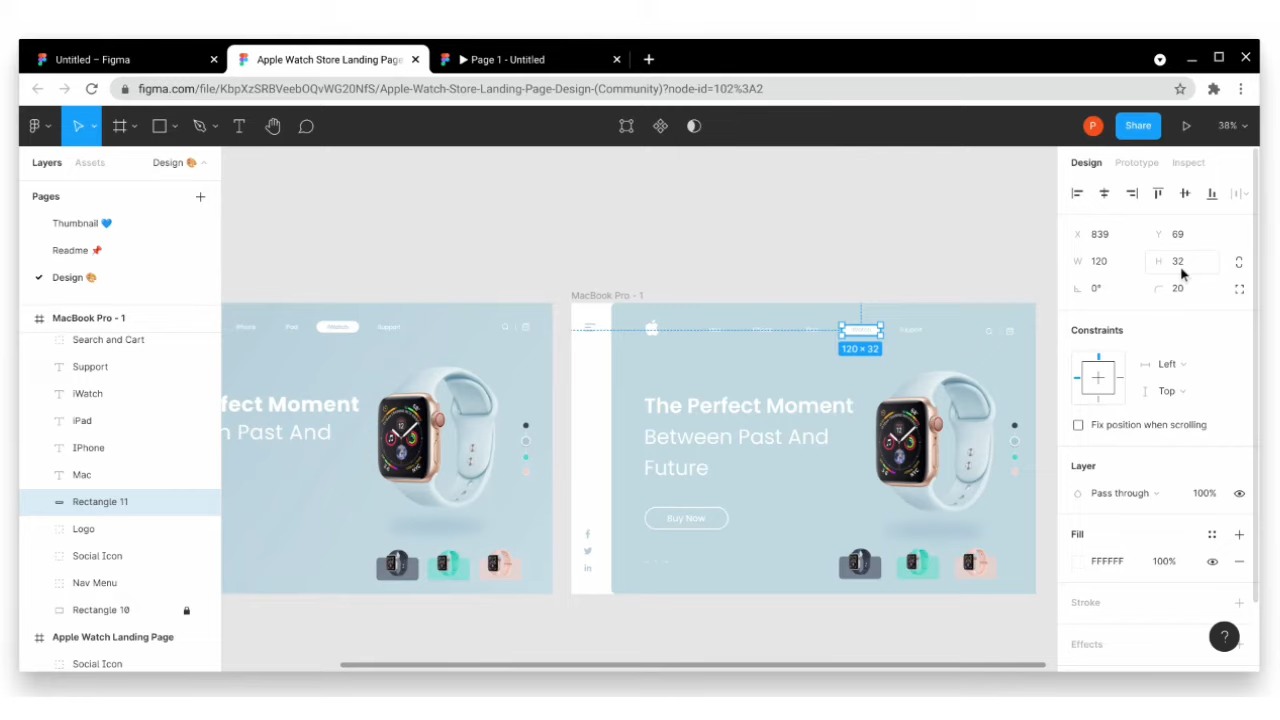 Untitled – Figma
Apple Watch Store Landing Page
Page 1 - Untitled
figma.com/file/KbpXzSRBVeebOQvWG20NfS/Apple-Watch-Store-Landing-Page-Design-(Community)?node-id=102%3A2
P
Share
38%
Layers
Assets
Design 🎨
Pages
Thumbnail 💙
Readme 📌
Design 🎨
MacBook Pro - 1
Search and Cart
Support
iWatch
iPad
IPhone
Mac
Rectangle 11
Logo
Social Icon
Nav Menu
Rectangle 10
Apple Watch Landing Page
Social Icon
iPhone
iPad
iWatch
Support
fect Moment
n Past And
MacBook Pro - 1
Support
120 × 32
The Perfect Moment
Between Past And
Future
Buy Now
f
in
Design
Prototype
Inspect
X 839
Y 69
W 120
H 32
0°
20
Constraints
Left
Top
Fix position when scrolling
Layer
Pass through
100%
Fill
FFFFFF
100%
Stroke
Effects
?